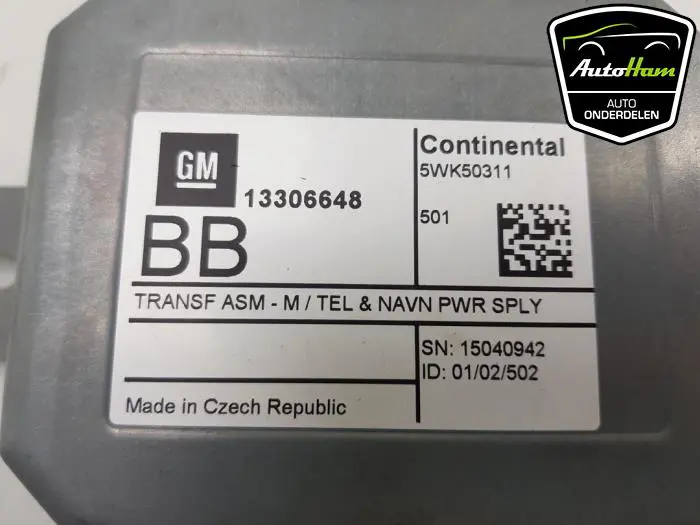 AutoHam
AUTO
ONDERDELEN
GM
13306648
BB
Continental
5WK50311
501
TRANSF ASM - M / TEL & NAVN PWR SPLY
SN: 15040942
ID: 01/02/502
Made in Czech Republic